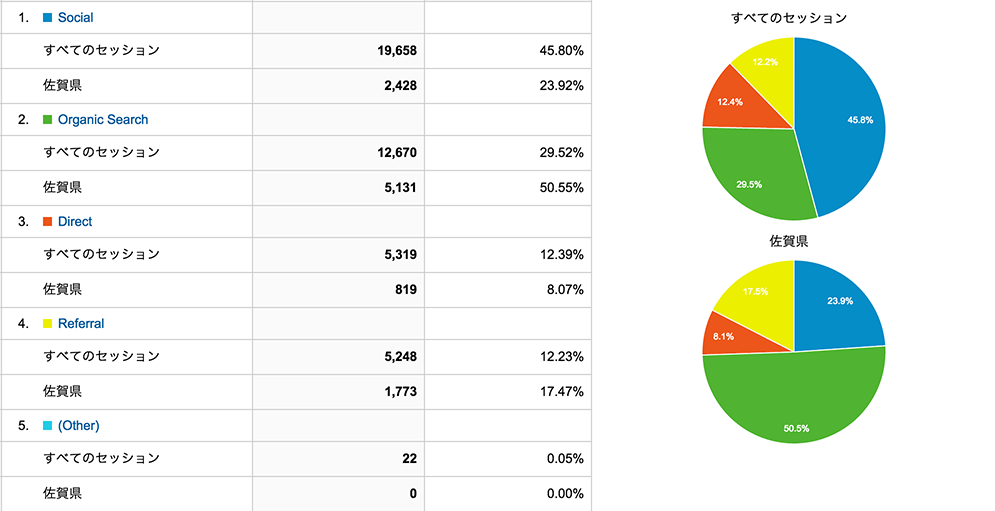 1. Social
すべてのセッション 19,658 45.80%
佐賀県 2,428 23.92%
2. Organic Search
すべてのセッション 12,670 29.52%
佐賀県 5,131 50.55%
3. Direct
すべてのセッション 5,319 12.39%
佐賀県 819 8.07%
4. Referral
すべてのセッション 5,248 12.23%
佐賀県 1,773 17.47%
5. (Other)
すべてのセッション 22 0.05%
佐賀県 0 0.00%
すべてのセッション
12.2%
12.4%
45.8%
29.5%
佐賀県
17.5%
23.9%
8.1%
50.5%